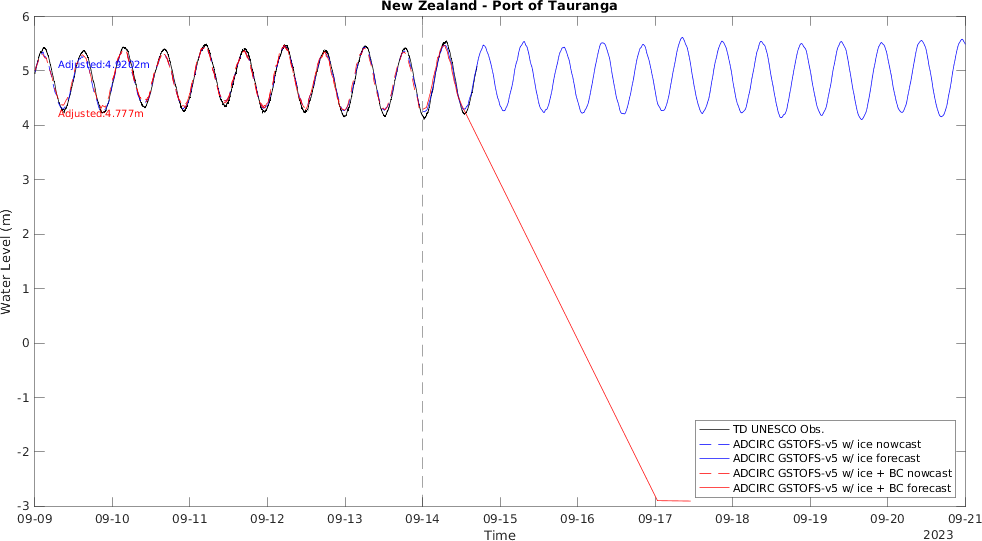 New Zealand - Port of Tauranga
6
5
4
3
2
1
0
-1
-2
-3
Water Level (m)
Adjusted:4.9202m
Adjusted:4.777m
TD UNESCO Obs.
ADCIRC GSTOFS-v5 w/ ice nowcast
ADCIRC GSTOFS-v5 w/ ice forecast
ADCIRC GSTOFS-v5 w/ ice + BC nowcast
ADCIRC GSTOFS-v5 w/ ice + BC forecast
09-09 09-10 09-11 09-12 09-13 09-14 09-15 09-16 09-17 09-18 09-19 09-20 09-21
Time
2023